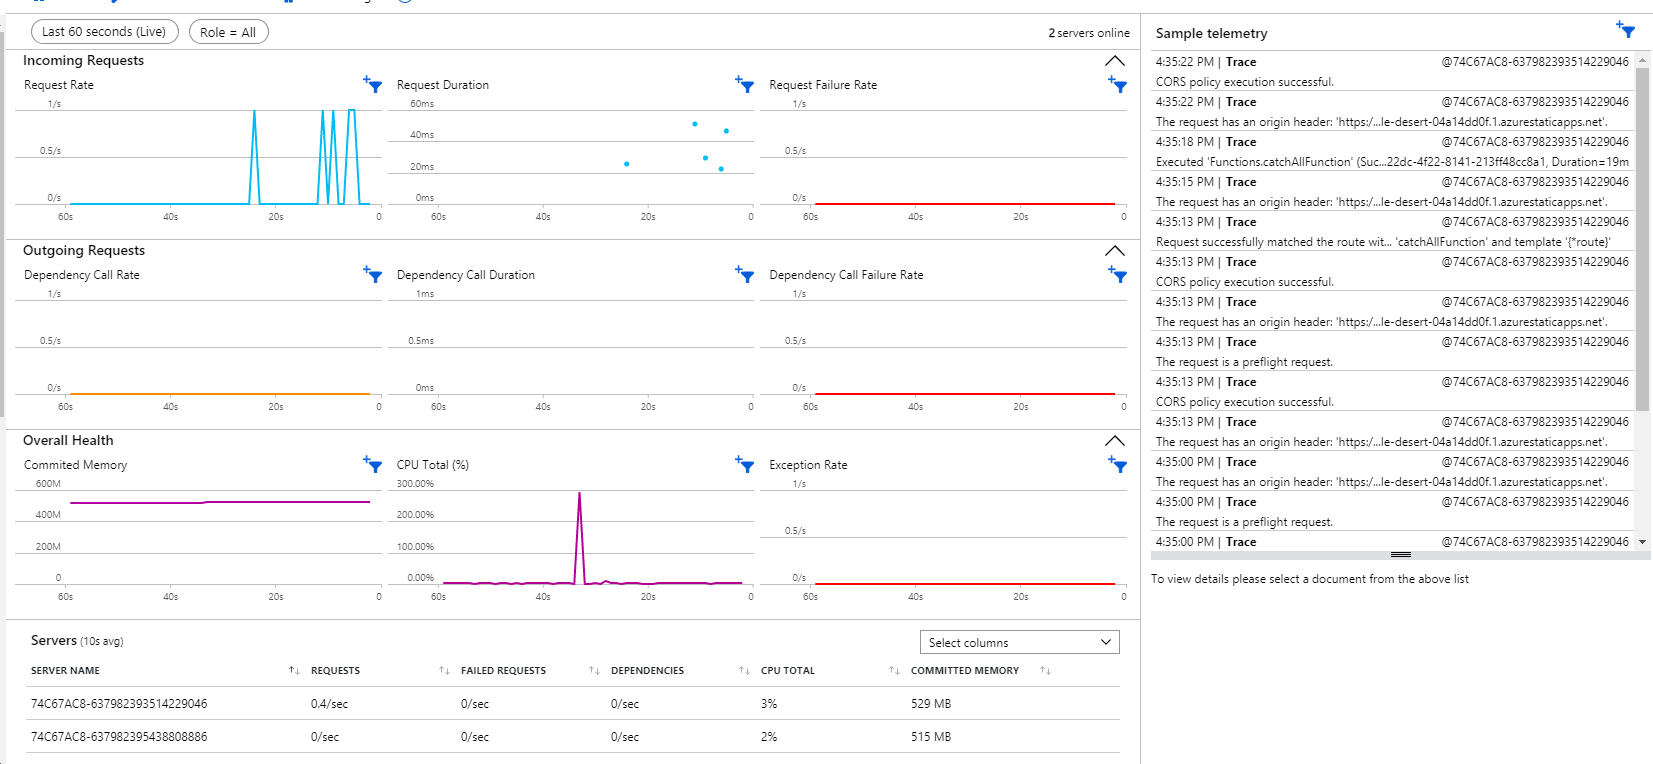 Last 60 seconds (Live)
Role = All
2 servers online
Incoming Requests
Request Rate
1/s
0.5/s
0/s
60s
40s
20s
0
Request Duration
60ms
40ms
20ms
0ms
60s
40s
20s
0
Request Failure Rate
1/s
0.5/s
0/s
60s
40s
20s
0
Outgoing Requests
Dependency Call Rate
1/s
0.5/s
0/s
60s
40s
20s
0
Dependency Call Duration
1ms
0.5ms
0ms
60s
40s
20s
0
Dependency Call Failure Rate
1/s
0.5/s
0/s
60s
40s
20s
0
Overall Health
Commited Memory
600M
400M
200M
0
60s
40s
20s
0
CPU Total (%)
300.00%
200.00%
100.00%
0.00%
60s
40s
20s
0
Exception Rate
1/s
0.5/s
0/s
60s
40s
20s
0
Servers (10s avg)
Select columns
SERVER NAME REQUESTS FAILED REQUESTS DEPENDENCIES CPU TOTAL COMMITTED MEMORY
74C67AC8-637982393514229046 0.4/sec 0/sec 0/sec 3% 529 MB
74C67AC8-637982395438808886 0/sec 0/sec 0/sec 2% 515 MB
Sample telemetry
4:35:22 PM | Trace @74C67AC8-637982393514229046
CORS policy execution successful.
4:35:22 PM | Trace @74C67AC8-637982393514229046
The request has an origin header: 'https:/...le-desert-04a14dd0f.1.azurestaticapps.net'.
4:35:18 PM | Trace @74C67AC8-637982393514229046
Executed 'Functions.catchAllFunction' (Suc...22dc-4f22-8141-213ff48cc8a1, Duration=19m
4:35:15 PM | Trace @74C67AC8-637982393514229046
The request has an origin header: 'https:/...le-desert-04a14dd0f.1.azurestaticapps.net'.
4:35:13 PM | Trace @74C67AC8-637982393514229046
Request successfully matched the route wit... 'catchAllFunction' and template '{*route}'
4:35:13 PM | Trace @74C67AC8-637982393514229046
CORS policy execution successful.
4:35:13 PM | Trace @74C67AC8-637982393514229046
The request has an origin header: 'https:/...le-desert-04a14dd0f.1.azurestaticapps.net'.
4:35:13 PM | Trace @74C67AC8-637982393514229046
The request is a preflight request.
4:35:13 PM | Trace @74C67AC8-637982393514229046
CORS policy execution successful.
4:35:13 PM | Trace @74C67AC8-637982393514229046
The request has an origin header: 'https:/...le-desert-04a14dd0f.1.azurestaticapps.net'.
4:35:00 PM | Trace @74C67AC8-637982393514229046
The request has an origin header: 'https:/...le-desert-04a14dd0f.1.azurestaticapps.net'.
4:35:00 PM | Trace @74C67AC8-637982393514229046
The request is a preflight request.
4:35:00 PM | Trace @74C67AC8-637982393514229046
To view details please select a document from the above list